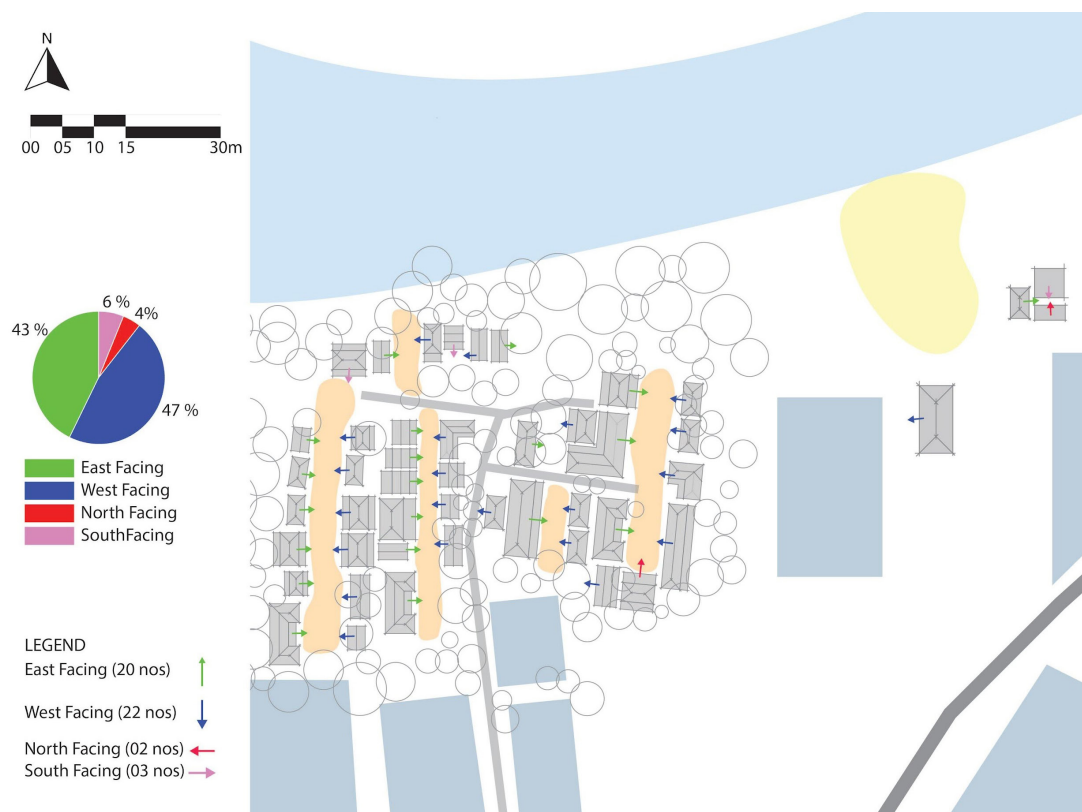 N
00 05 10 15 30m
6 %
4%
43 %
47 %
East Facing
West Facing
North Facing
SouthFacing
LEGEND
East Facing (20 nos)
West Facing (22 nos)
North Facing (02 nos)
South Facing (03 nos)